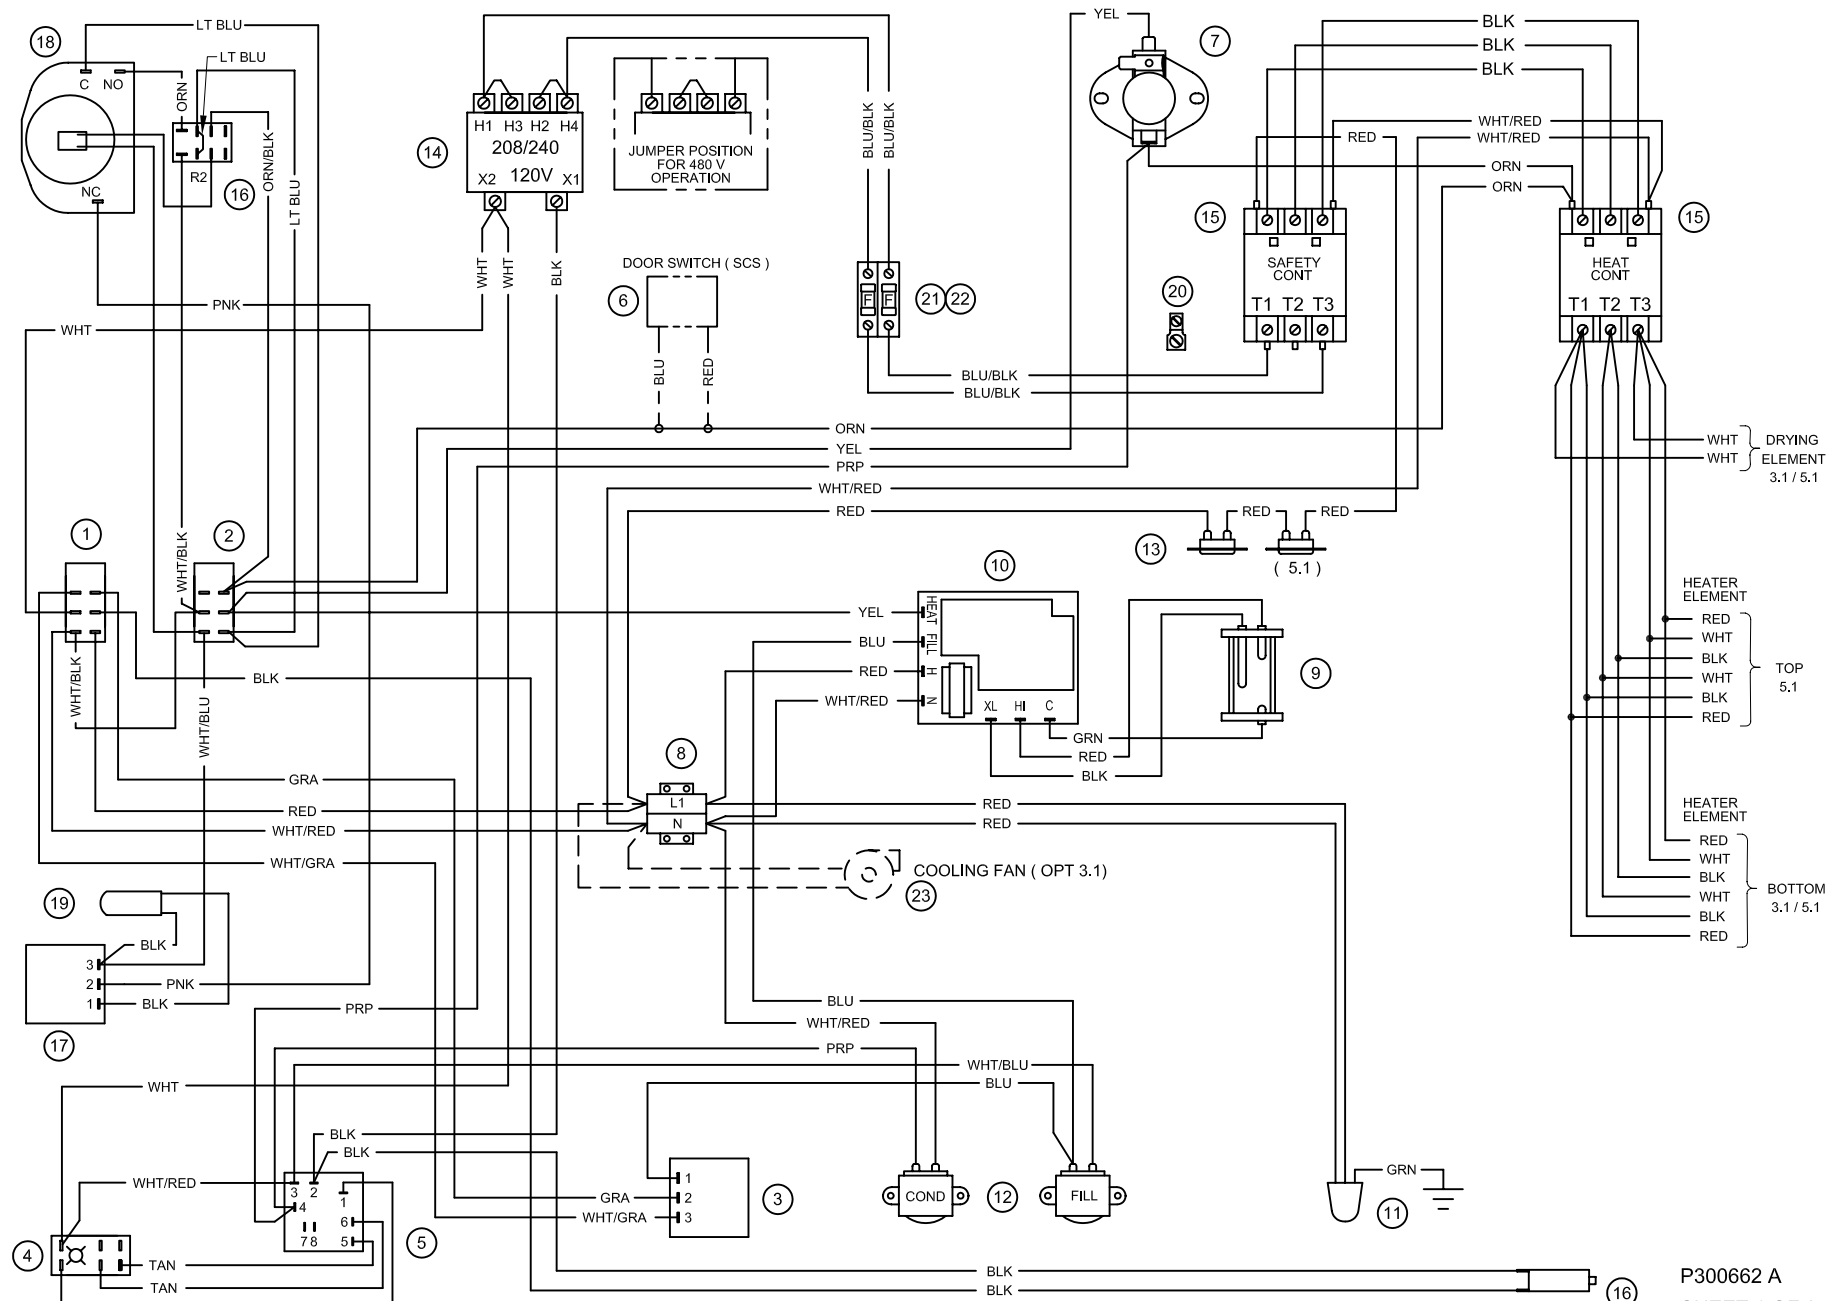 18
LT BLU
LT BLU
C
NO
ORN
NC
R2
16
ORN/BLK
LT BLU
PNK
WHT
14
H1 H3 H2 H4
208/240
X2 120V X1
WHT
WHT
BLK
JUMPER POSITION
FOR 480 V
OPERATION
BLU/BLK
BLU/BLK
DOOR SWITCH ( SCS )
6
BLU
RED
F F
21 22
YEL
7
BLK
BLK
BLK
WHT/RED
RED
WHT/RED
ORN
ORN
15
SAFETY
CONT
T1 T2 T3
15
HEAT
CONT
T1 T2 T3
20
BLU/BLK
BLU/BLK
ORN
YEL
PRP
WHT/RED
RED
RED
RED
13
( 5.1 )
WHT
WHT
DRYING
ELEMENT
3.1 / 5.1
1
2
WHT/BLK
WHT/BLK
WHT/BLU
BLK
10
YEL
BLU
RED
WHT/RED
HEAT
FILL
H
N
XL HI C
GRN
RED
BLK
9
HEATER
ELEMENT
RED
WHT
BLK
WHT
BLK
RED
TOP
5.1
8
L1
N
GRA
RED
WHT/RED
WHT/GRA
RED
RED
COOLING FAN ( OPT 3.1)
23
HEATER
ELEMENT
RED
WHT
BLK
WHT
BLK
RED
BOTTOM
3.1 / 5.1
19
BLK
3
2
1
PNK
BLK
17
PRP
BLU
WHT/RED
PRP
WHT/BLU
BLU
WHT
BLK
BLK
WHT/RED
3 2
1
4
6
7 8
5
5
4
TAN
TAN
GRA
WHT/GRA
1
2
3
3
COND
12
FILL
11
GRN
BLK
BLK
16
P300662 A